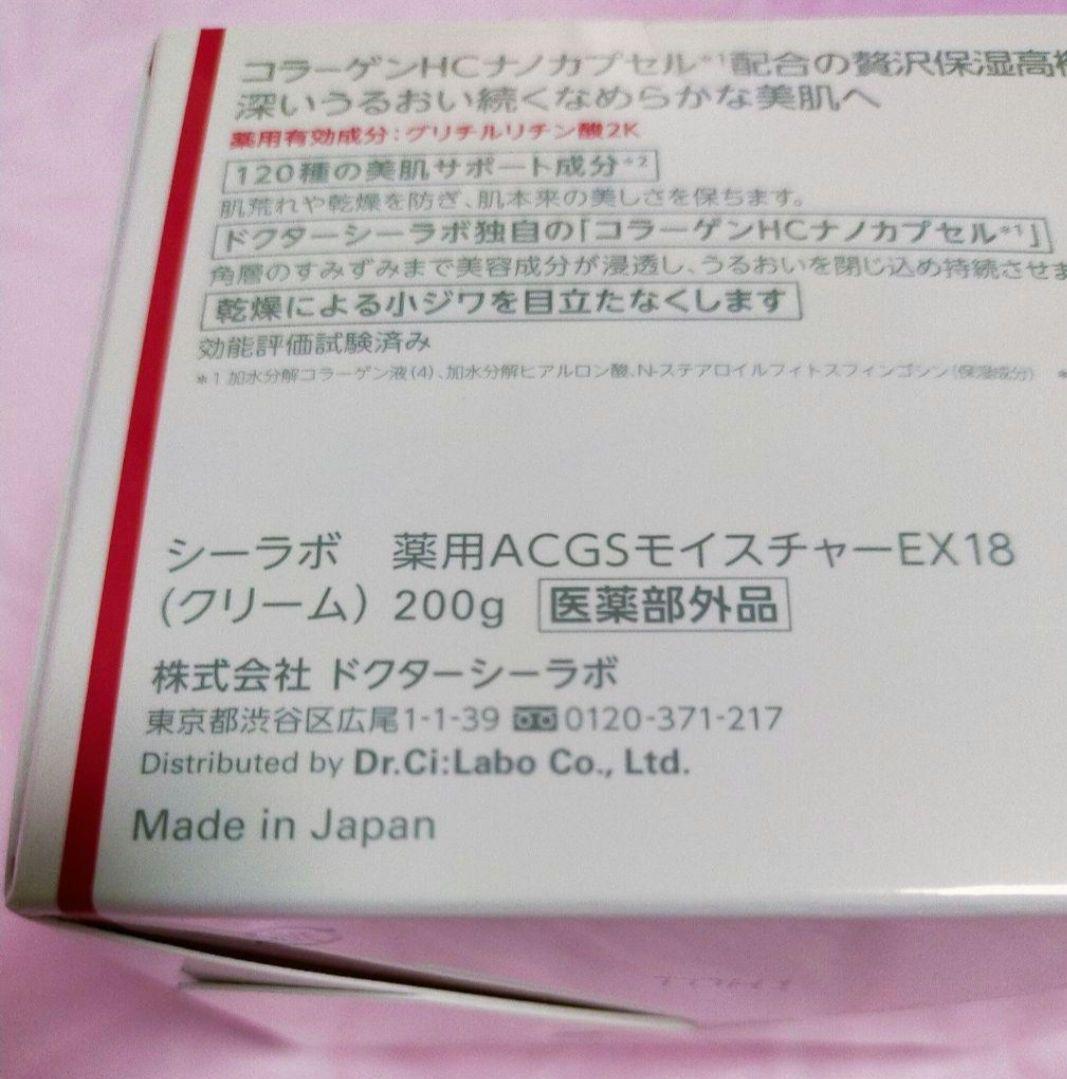 コラーゲンHCナノカプセル*1配合の贅沢保湿高
深いうるおい続くなめらかな美肌へ
薬用有効成分：グリチルリチン酸2K
120種の美肌サポート成分*2
肌荒れや乾燥を防ぎ、肌本来の美しさを保ちます。
ドクターシーラボ独自の「コラーゲンHCナノカプセル*1」
角層のすみずみまで美容成分が浸透し、うるおいを閉じ込め持続させま
乾燥による小ジワを目立たなくします
効能評価試験済み
*1 加水分解コラーゲン液(4)、加水分解ヒアルロン酸、N-ステアロイルフィトスフィンゴシン(保湿成分) *
シーラボ 薬用ACGSモイスチャーEX18
(クリーム) 200g 医薬部外品
株式会社 ドクターシーラボ
東京都渋谷区広尾1-1-39 0120-371-217
Distributed by Dr.Ci:Labo Co., Ltd.
Made in Japan